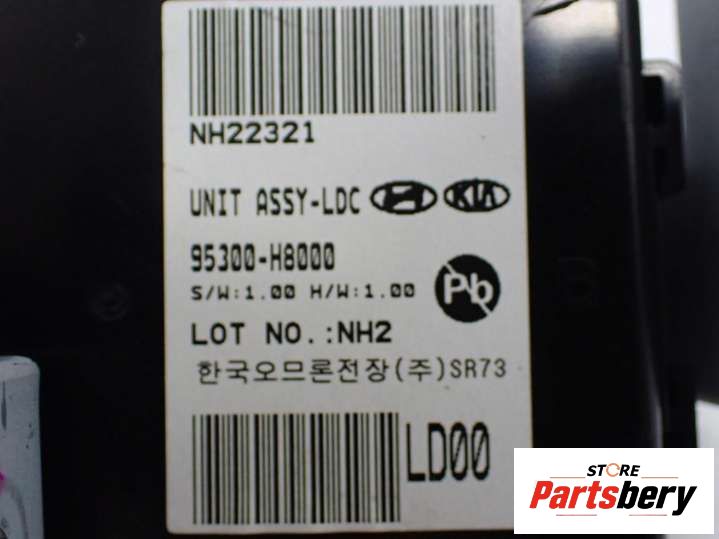 NH22321
UNIT ASSY-LDC KIA
95300-H8000
S/W:1.00 H/W:1.00
Pb
LOT NO.:NH2
한국오므론전장(주)SR73
LD00
STORE
Partsbery